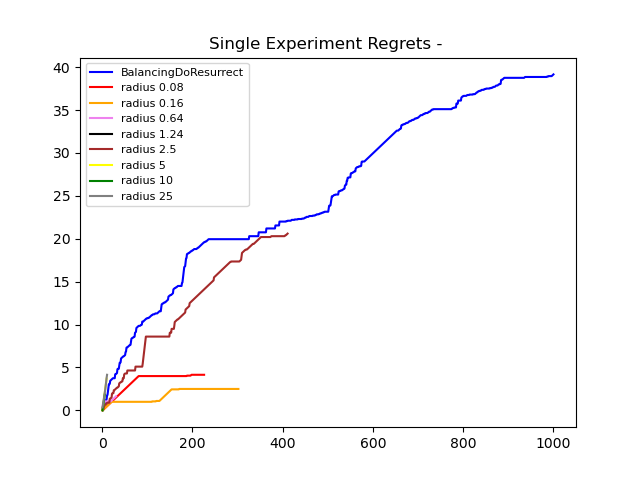 Single Experiment Regrets -
BalancingDoResurrect
radius 0.08
radius 0.16
radius 0.64
radius 1.24
radius 2.5
radius 5
radius 10
radius 25
40
35
30
25
20
15
10
5
0
0 200 400 600 800 1000